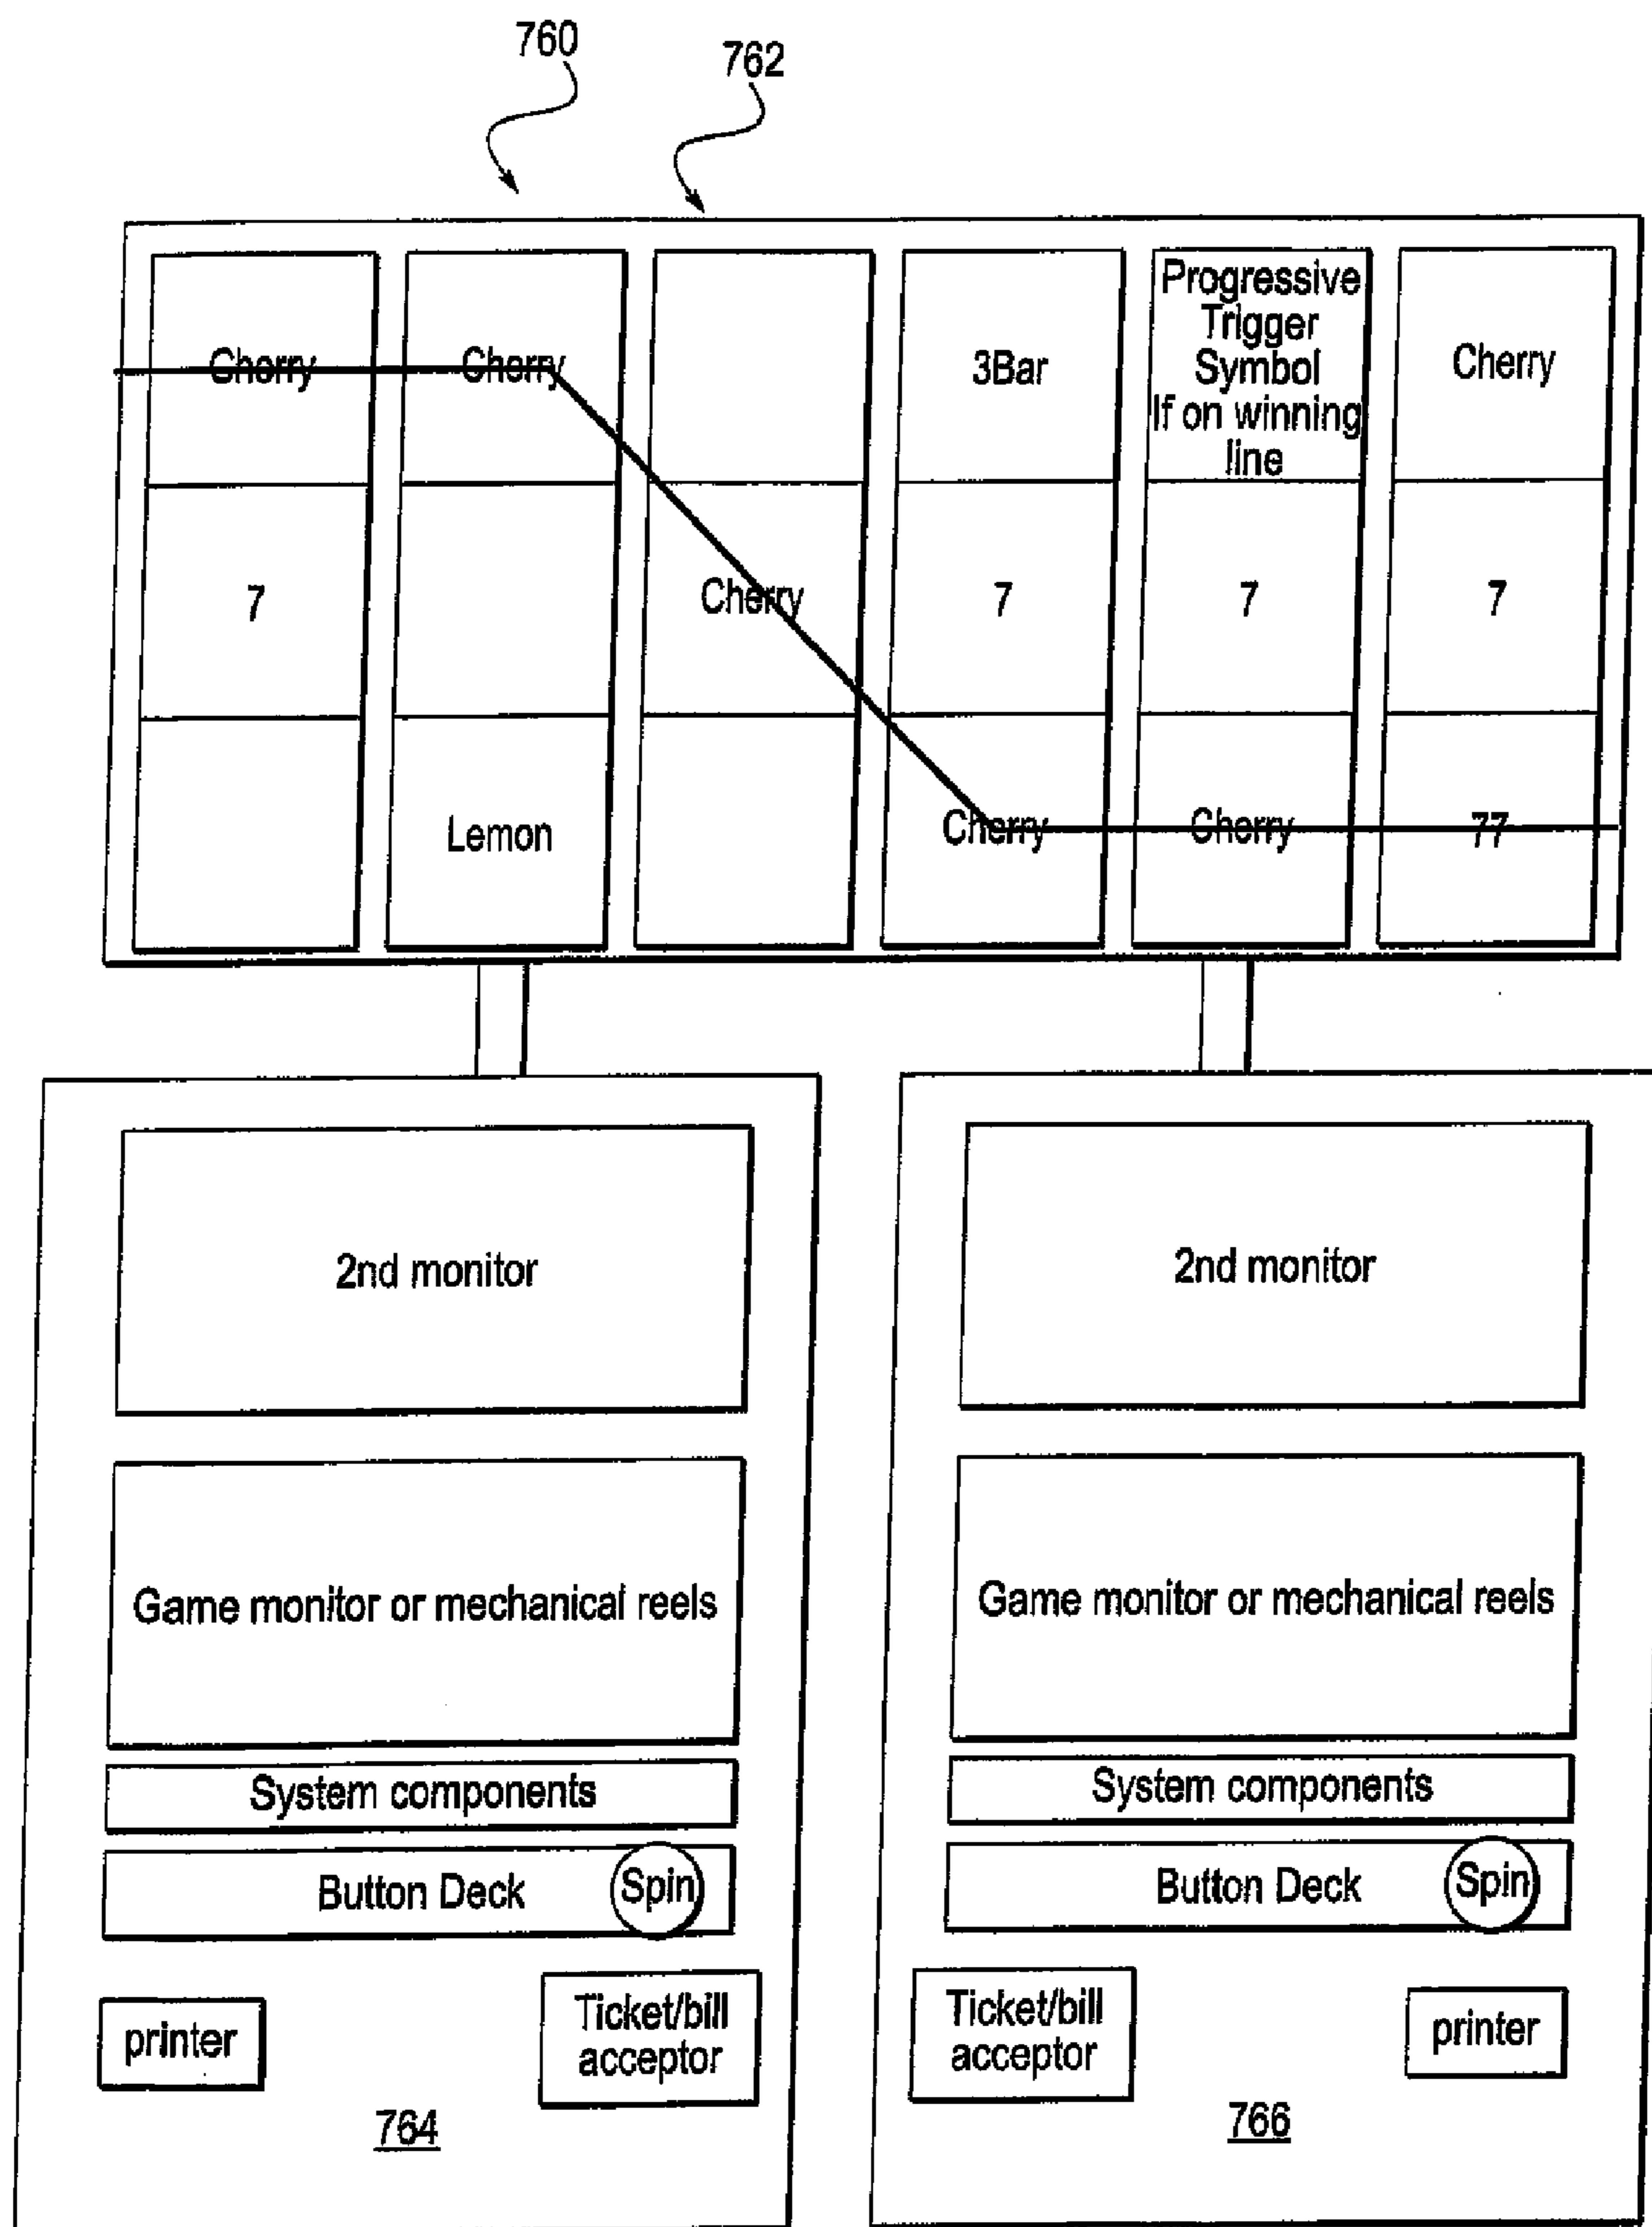 760
762
Cherry
Cherry
3Bar
Progressive
Trigger
Symbol
If on winning
line
Cherry
7
Cherry
7
7
7
Lemon
Cherry
Cherry
77
2nd monitor
2nd monitor
Game monitor or mechanical reels
Game monitor or mechanical reels
System components
System components
Button Deck
Spin
Button Deck
Spin
printer
Ticket/bill
acceptor
Ticket/bill
acceptor
printer
764
766